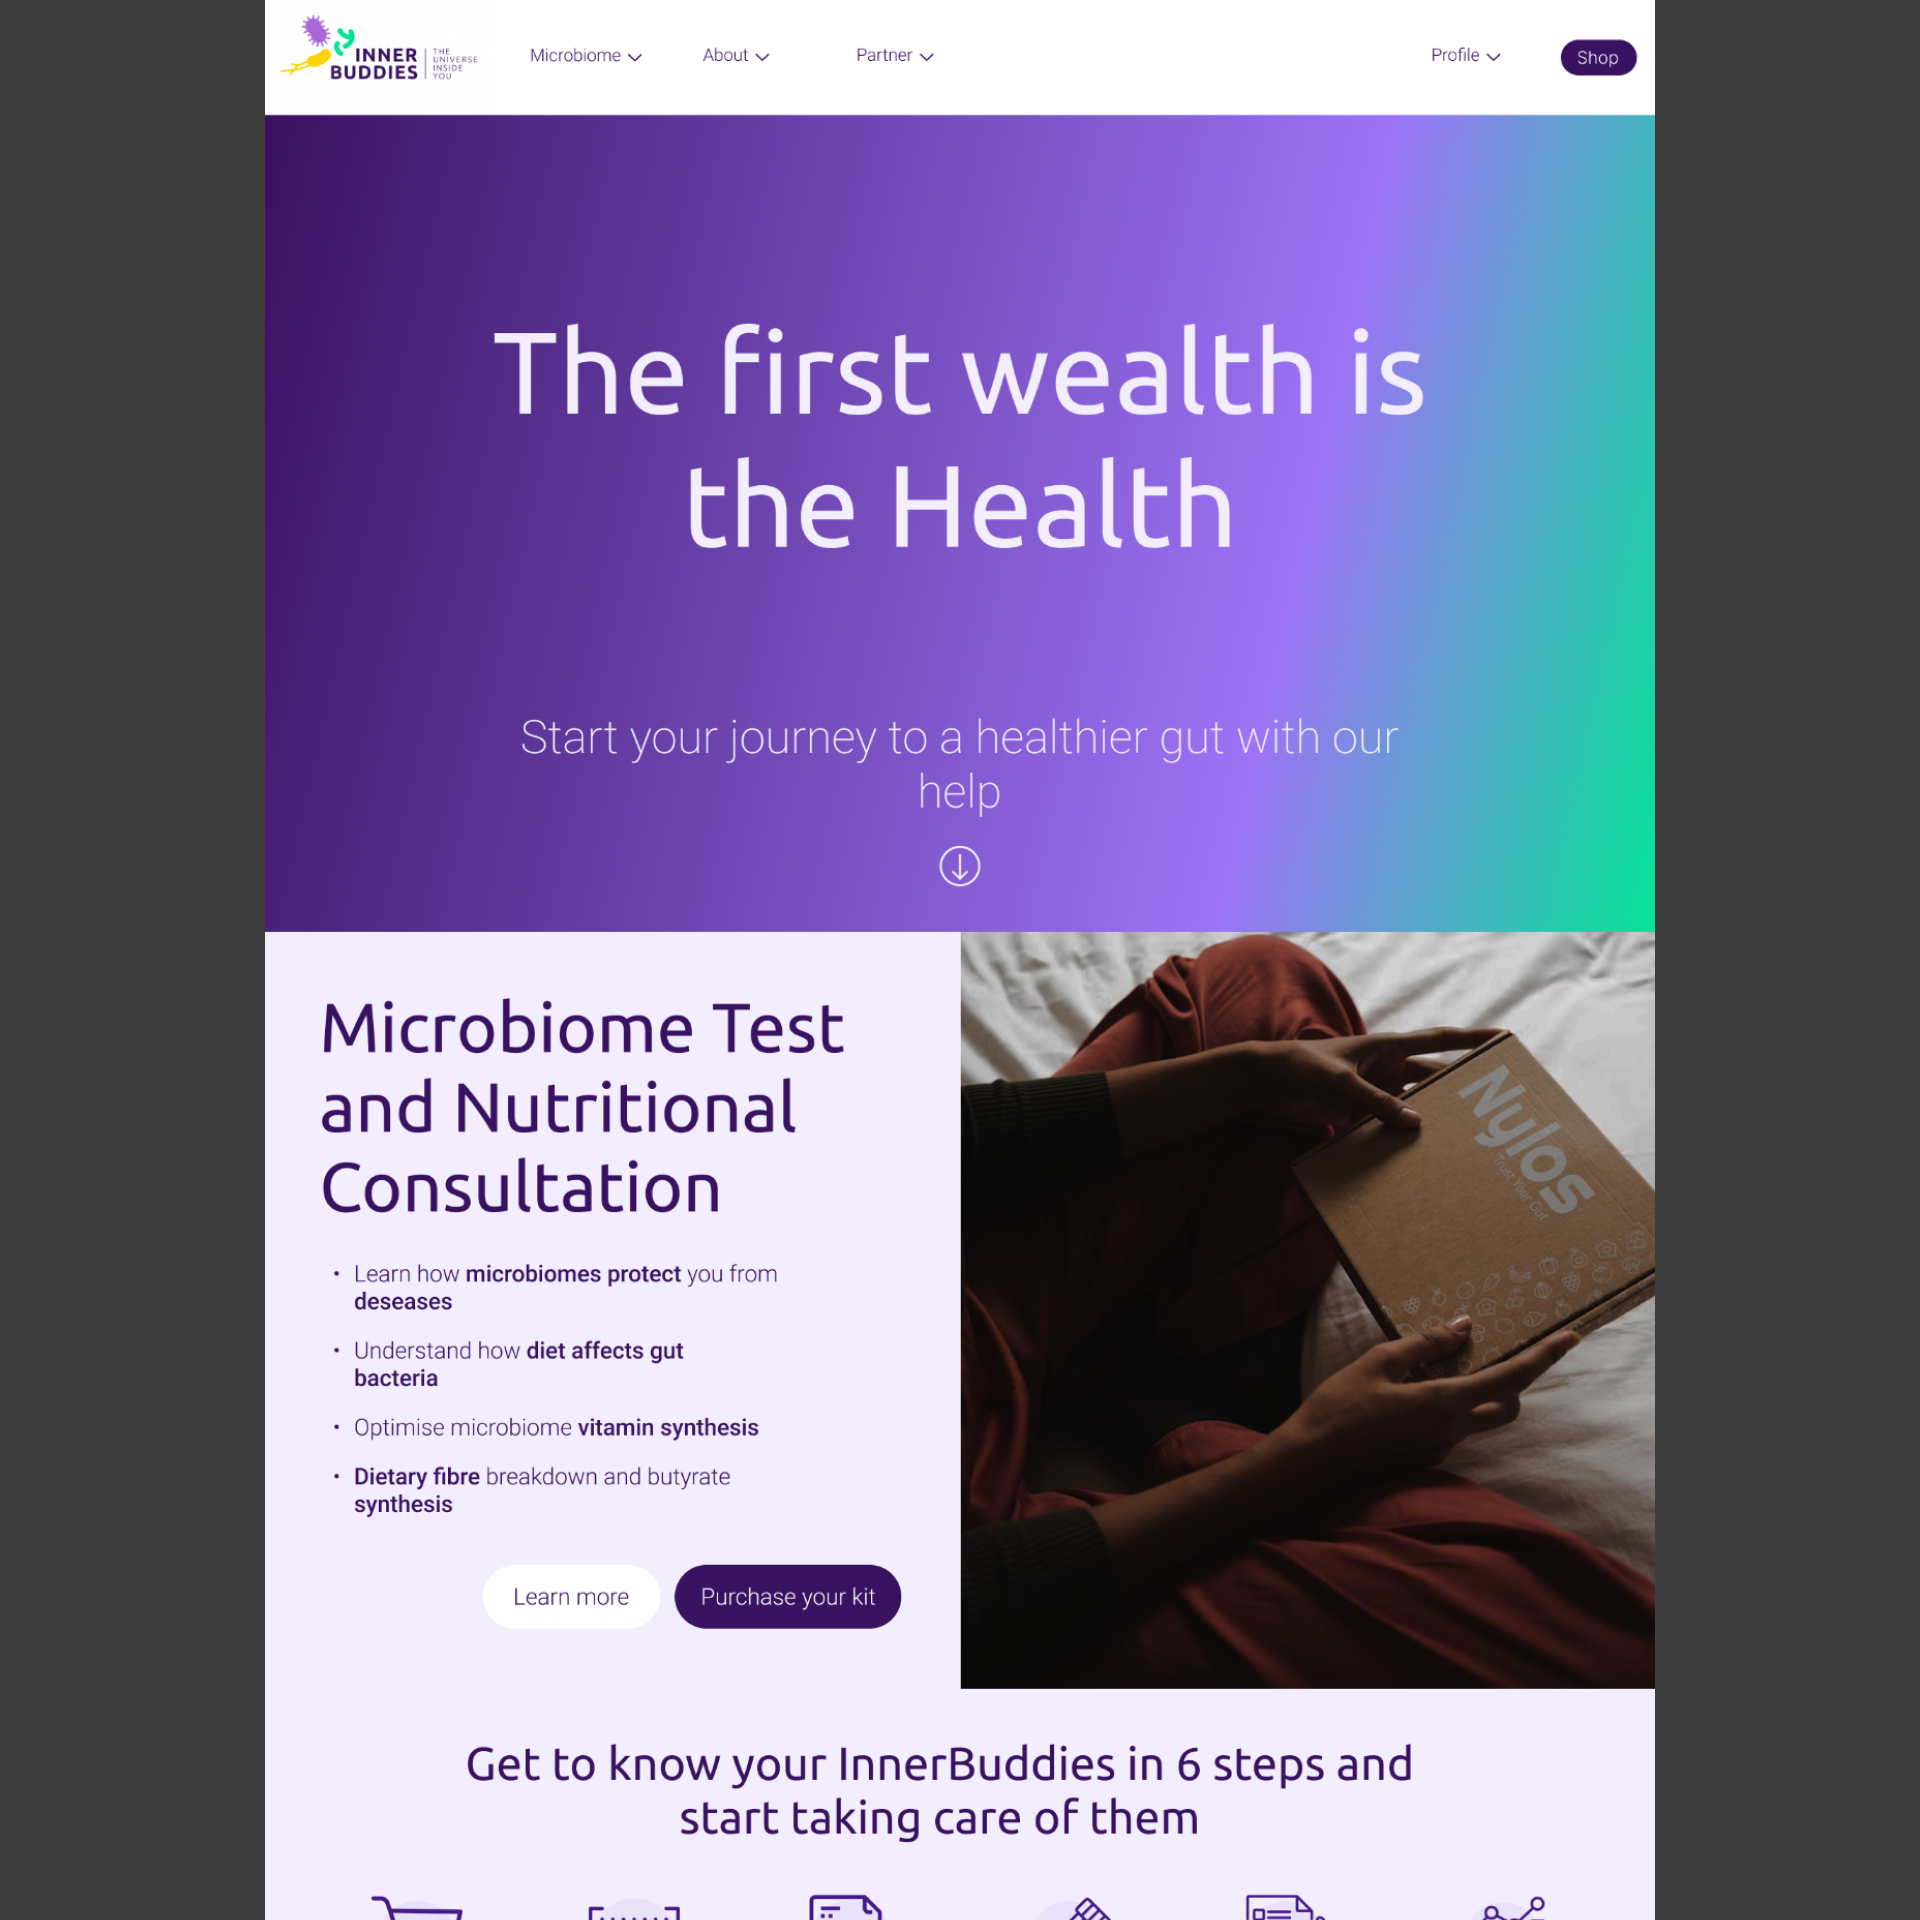 INNER
BUDDIES
THE
UNIVERSE
INSIDE
YOU
Microbiome
About
Partner
Profile
Shop
The first wealth is
the Health
Start your journey to a healthier gut with our
help
Microbiome Test
and Nutritional
Consultation
• Learn how microbiomes protect you from
deseases
• Understand how diet affects gut
bacteria
• Optimise microbiome vitamin synthesis
• Dietary fibre breakdown and butyrate
synthesis
Learn more
Purchase your kit
Nylos
Trust Your Gut
Get to know your InnerBuddies in 6 steps and
start taking care of them